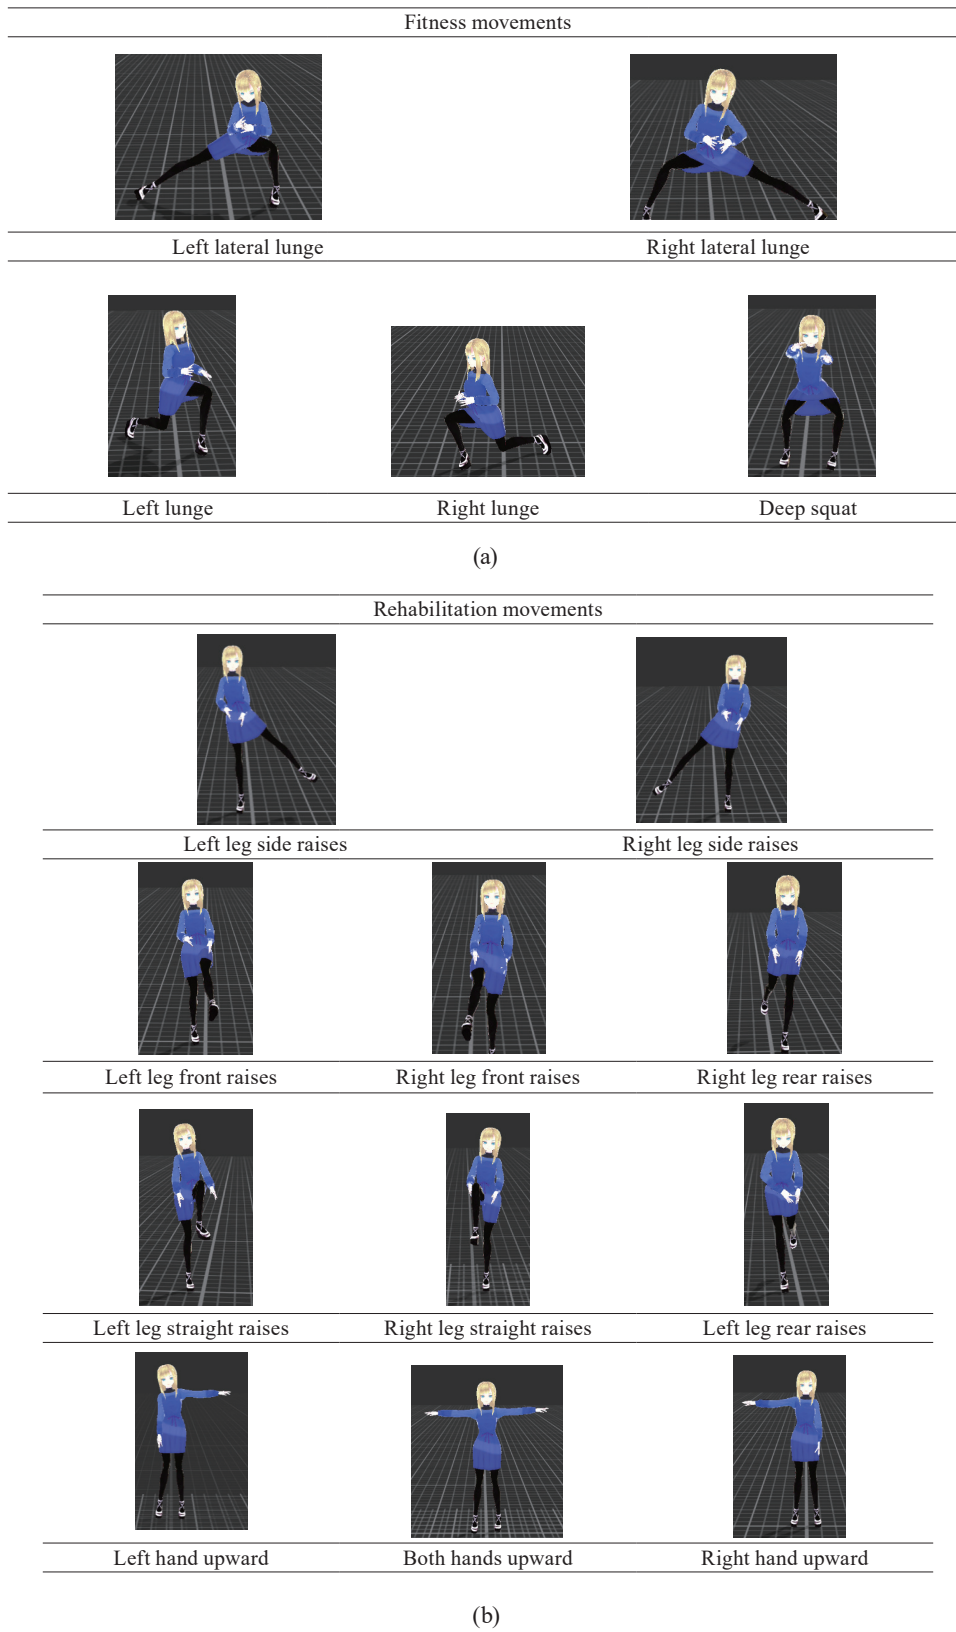 Fitness movements
Left lateral lunge
Right lateral lunge
Left lunge
Right lunge
Deep squat
(a)
Rehabilitation movements
Left leg side raises
Right leg side raises
Left leg front raises
Right leg front raises
Right leg rear raises
Left leg straight raises
Right leg straight raises
Left leg rear raises
Left hand upward
Both hands upward
Right hand upward
(b)